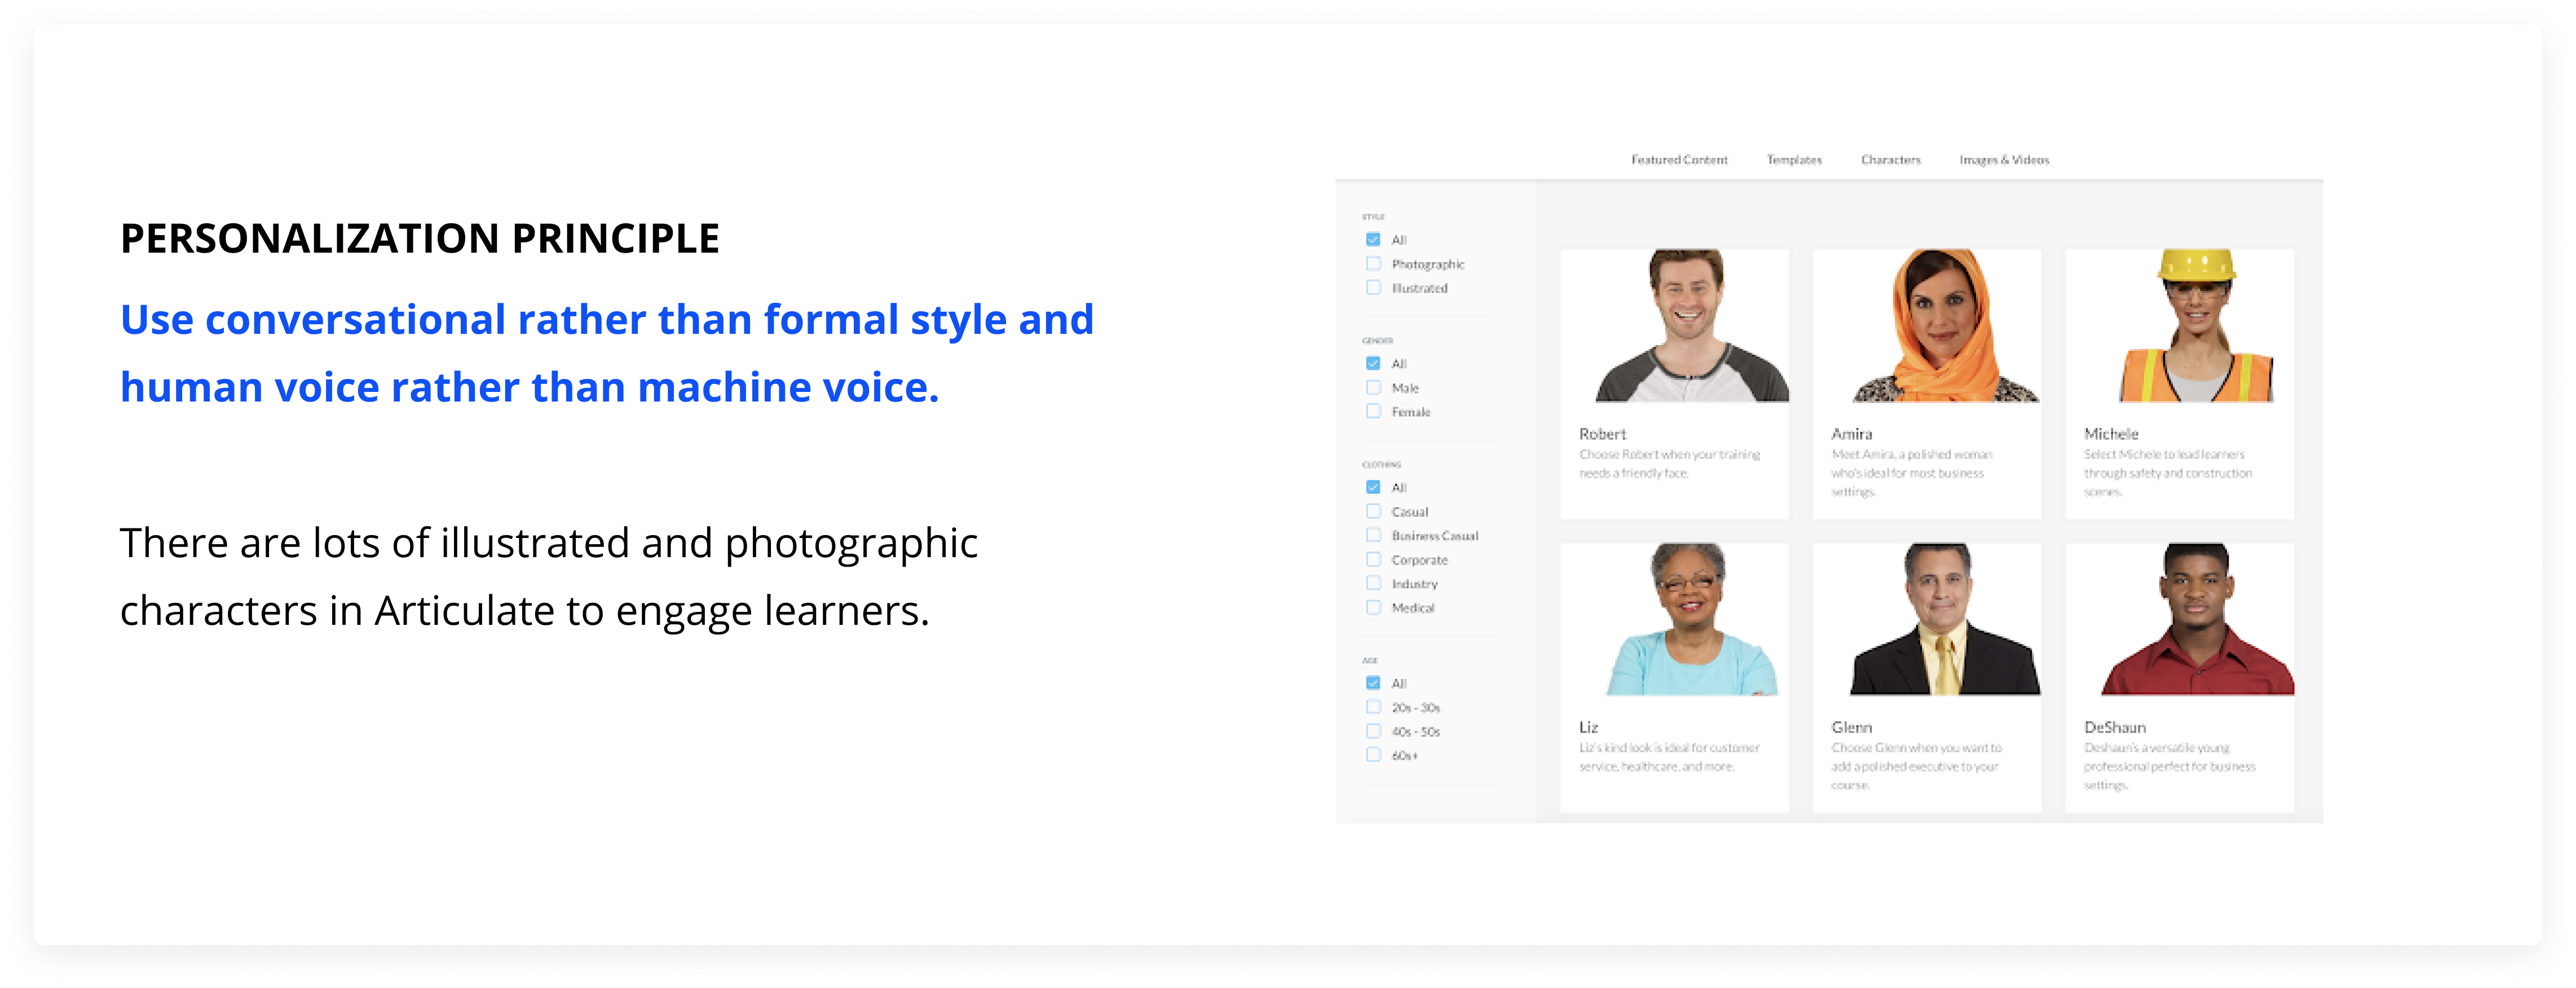 PERSONALIZATION PRINCIPLE
Use conversational rather than formal style and
human voice rather than machine voice.
There are lots of illustrated and photographic
characters in Articulate to engage learners.
Featured Content Templates Characters Images & Videos
STYLE
All
Photographic
Illustrated
GENDER
All
Male
Female
CLOTHING
All
Casual
Business Casual
Corporate
Industry
Medical
AGE
All
20s - 30s
40s - 50s
60s+
Robert
Choose Robert when your training
needs a friendly face.
Amira
Meet Amira, a polished woman
who's ideal for most business
settings.
Michele
Select Michele to lead learners
through safety and construction
scenes.
Liz
Liz's kind look is ideal for customer
service, healthcare, and more.
Glenn
Choose Glenn when you want to
add a polished executive to your
course.
DeShaun
Deshaun's a versatile young
professional perfect for business
settings.